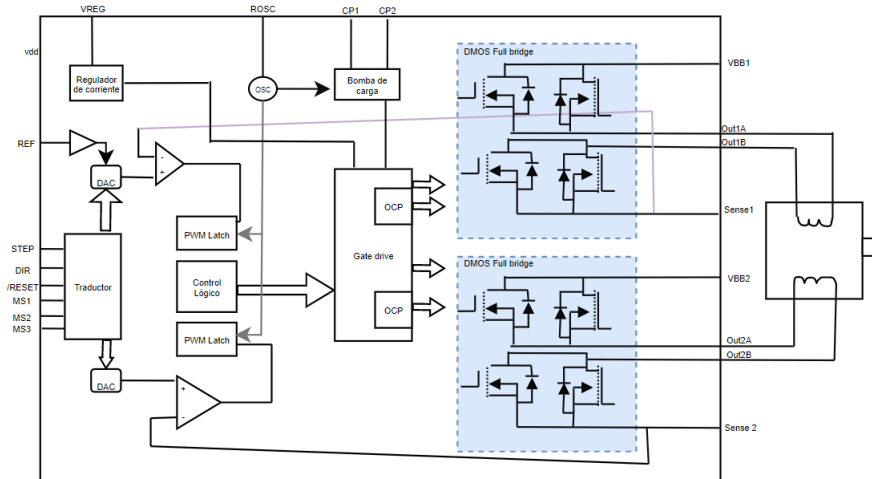 VREG
ROSC
CP1
CP2
vdd
DMOS Full bridge
VBB1
Regulador
de corriente
OSC
Bomba de
carga
REF
Out1A
Out1B
-
+
DAC
OCP
Sense1
PWM Latch
STEP
DIR
/RESET
MS1
MS2
MS3
Traductor
Control
Lógico
Gate drive
DMOS Full bridge
VBB2
OCP
PWM Latch
Out2A
Out2B
DAC
+
-
Sense 2